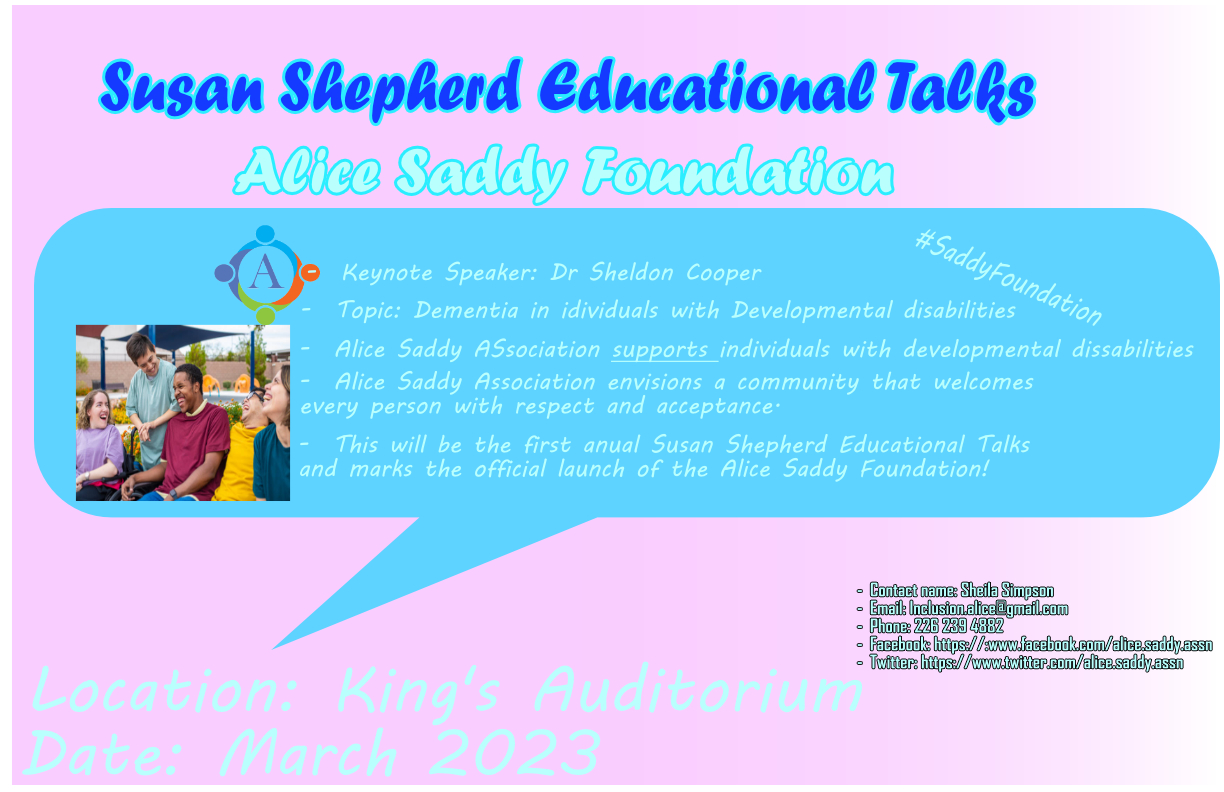 Susan Shepherd Educational Talks
Alice Saddy Foundation
#SaddyFoundation
A
- Keynote Speaker: Dr Sheldon Cooper
- Topic: Dementia in idividuals with Developmental disabilities
- Alice Saddy ASsociation supports individuals with developmental dissabilities
- Alice Saddy Association envisions a community that welcomes
every person with respect and acceptance.
- This will be the first anual Susan Shepherd Educational Talks
and marks the official launch of the Alice Saddy Foundation!
- Contact name: Sheila Simpson
- Email: Inclusion.alice@gmail.com
- Phone: 226 239 4882
- Facebook: https://:www.facebook.com/alice.saddy.assn
- Twitter: https://www.twitter.com/alice.saddy.assn
Location: King's Auditorium
Date: March 2023